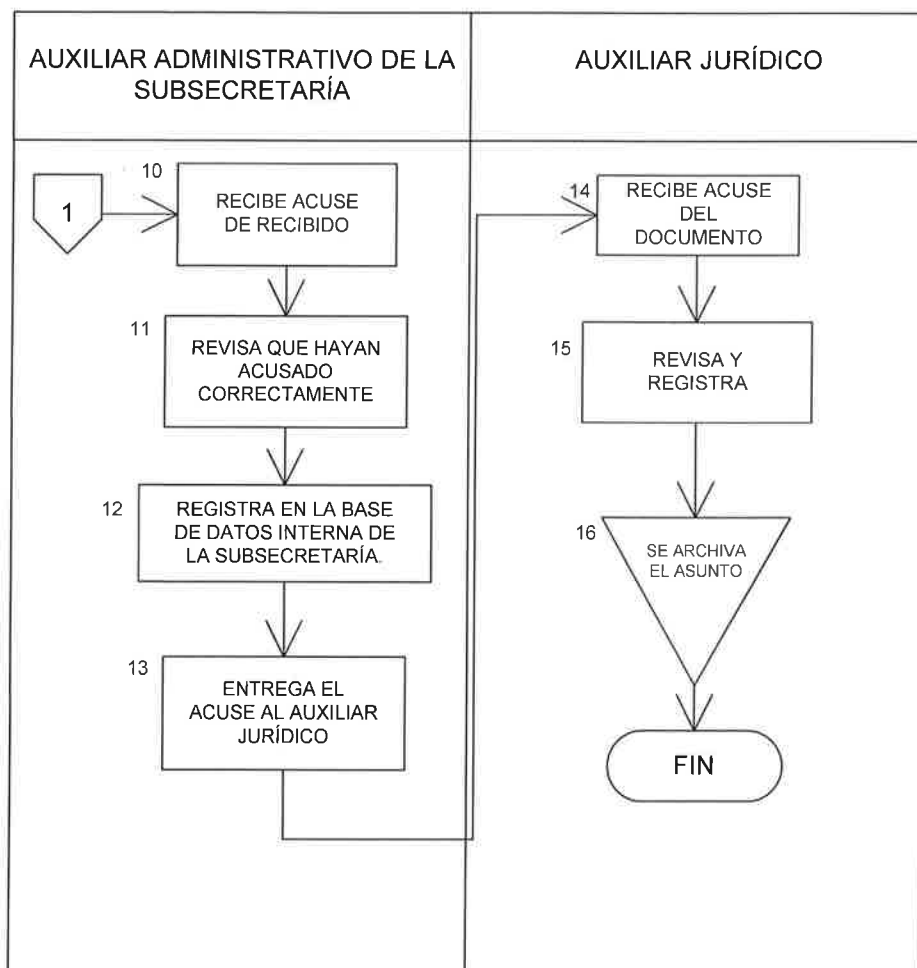 AUXILIAR ADMINISTRATIVO DE LA
SUBSECRETARÍA
AUXILIAR JURÍDICO
1
10
RECIBE ACUSE
DE RECIBIDO
11
REVISA QUE HAYAN
ACUSADO
CORRECTAMENTE
12
REGISTRA EN LA BASE
DE DATOS INTERNA DE
LA SUBSECRETARÍA.
13
ENTREGA EL
ACUSE AL AUXILIAR
JURÍDICO
14
RECIBE ACUSE
DEL
DOCUMENTO
15
REVISA Y
REGISTRA
16
SE ARCHIVA
EL ASUNTO
FIN